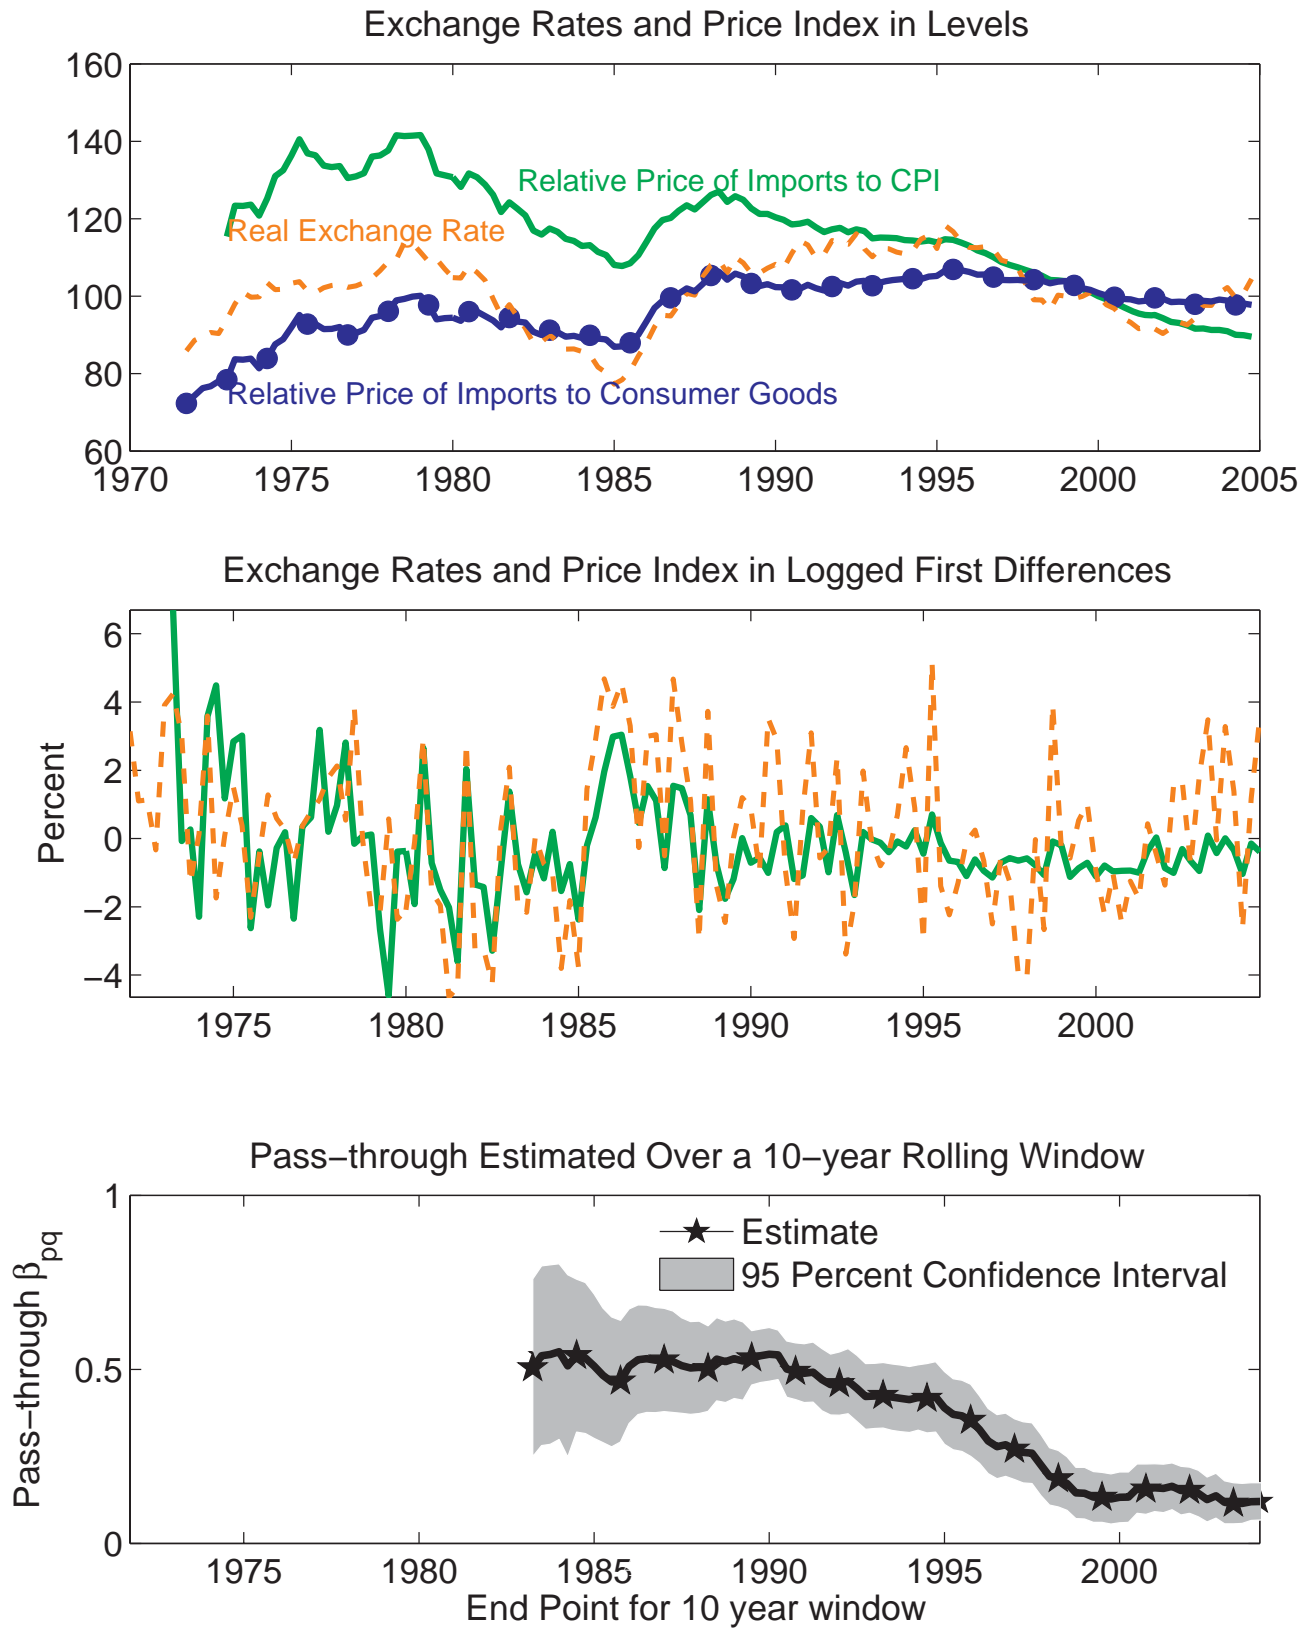 Exchange Rates and Price Index in Levels
160
140
120
100
80
60
Relative Price of Imports to CPI
Real Exchange Rate
Relative Price of Imports to Consumer Goods
1970 1975 1980 1985 1990 1995 2000 2005
Exchange Rates and Price Index in Logged First Differences
Percent
6
4
2
0
−2
−4
1975 1980 1985 1990 1995 2000
Pass−through Estimated Over a 10−year Rolling Window
Pass−through βpq
1
0.5
0
Estimate
95 Percent Confidence Interval
1975 1980 1985 1990 1995 2000
End Point for 10 year window